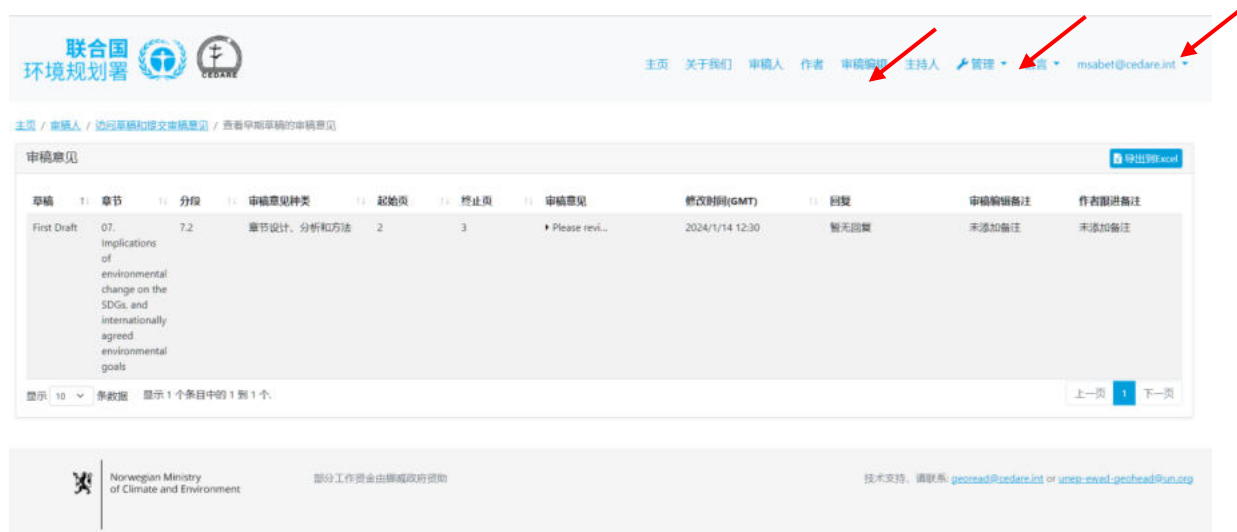 联合国
环境规划署
CEDARE
主页 关于我们 审稿人 作者 审稿编辑 主持人 管理 语言 msabet@cedare.int
主页 / 审稿人 / 访问草稿和提交审稿意见 / 查看早期草稿的审稿意见
审稿意见 导出到Excel
草稿 章节 分段 审稿意见种类 起始页 终止页 审稿意见 修改时间(GMT) 回复 审稿编辑备注 作者跟进备注
First Draft 07. 7.2 章节设计、分析和方法 2 3 Please revi... 2024/1/14 12:30 暂无回复 未添加备注 未添加备注
Implications
of
environmental
change on the
SDGs, and
internationally
agreed
environmental
goals
显示 10 条数据 显示 1 个条目中的 1 到 1 个. 上一页 1 下一页
Norwegian Ministry 部分工作资金由挪威政府资助 技术支持，请联系: georead@cedare.int or unep-ewad-geohead@un.org
of Climate and Environment